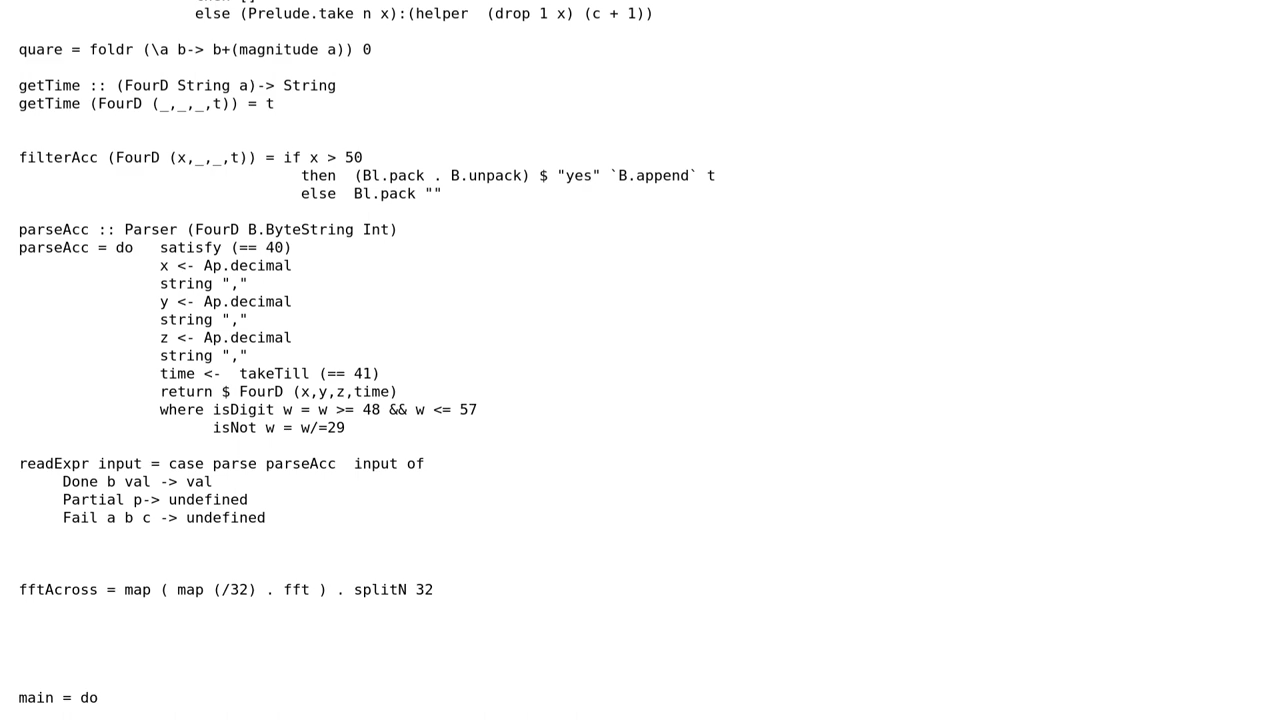 else (Prelude.take n x):(helper  (drop 1 x) (c + 1))
quare = foldr (\a b-> b+(magnitude a)) 0
getTime :: (FourD String a)-> String
getTime (FourD (_,_,_,t)) = t
filterAcc (FourD (x,_,_,t)) = if x > 50
then  (Bl.pack . B.unpack) $ "yes" `B.append` t
else  Bl.pack ""
parseAcc :: Parser (FourD B.ByteString Int)
parseAcc = do   satisfy (== 40)
x <- Ap.decimal
string ","
y <- Ap.decimal
string ","
z <- Ap.decimal
string ","
time <-  takeTill (== 41)
return $ FourD (x,y,z,time)
where isDigit w = w >= 48 && w <= 57
isNot w = w/=29
readExpr input = case parse parseAcc  input of
Done b val -> val
Partial p-> undefined
Fail a b c -> undefined
fftAcross = map ( map (/32) . fft ) . splitN 32
main = do